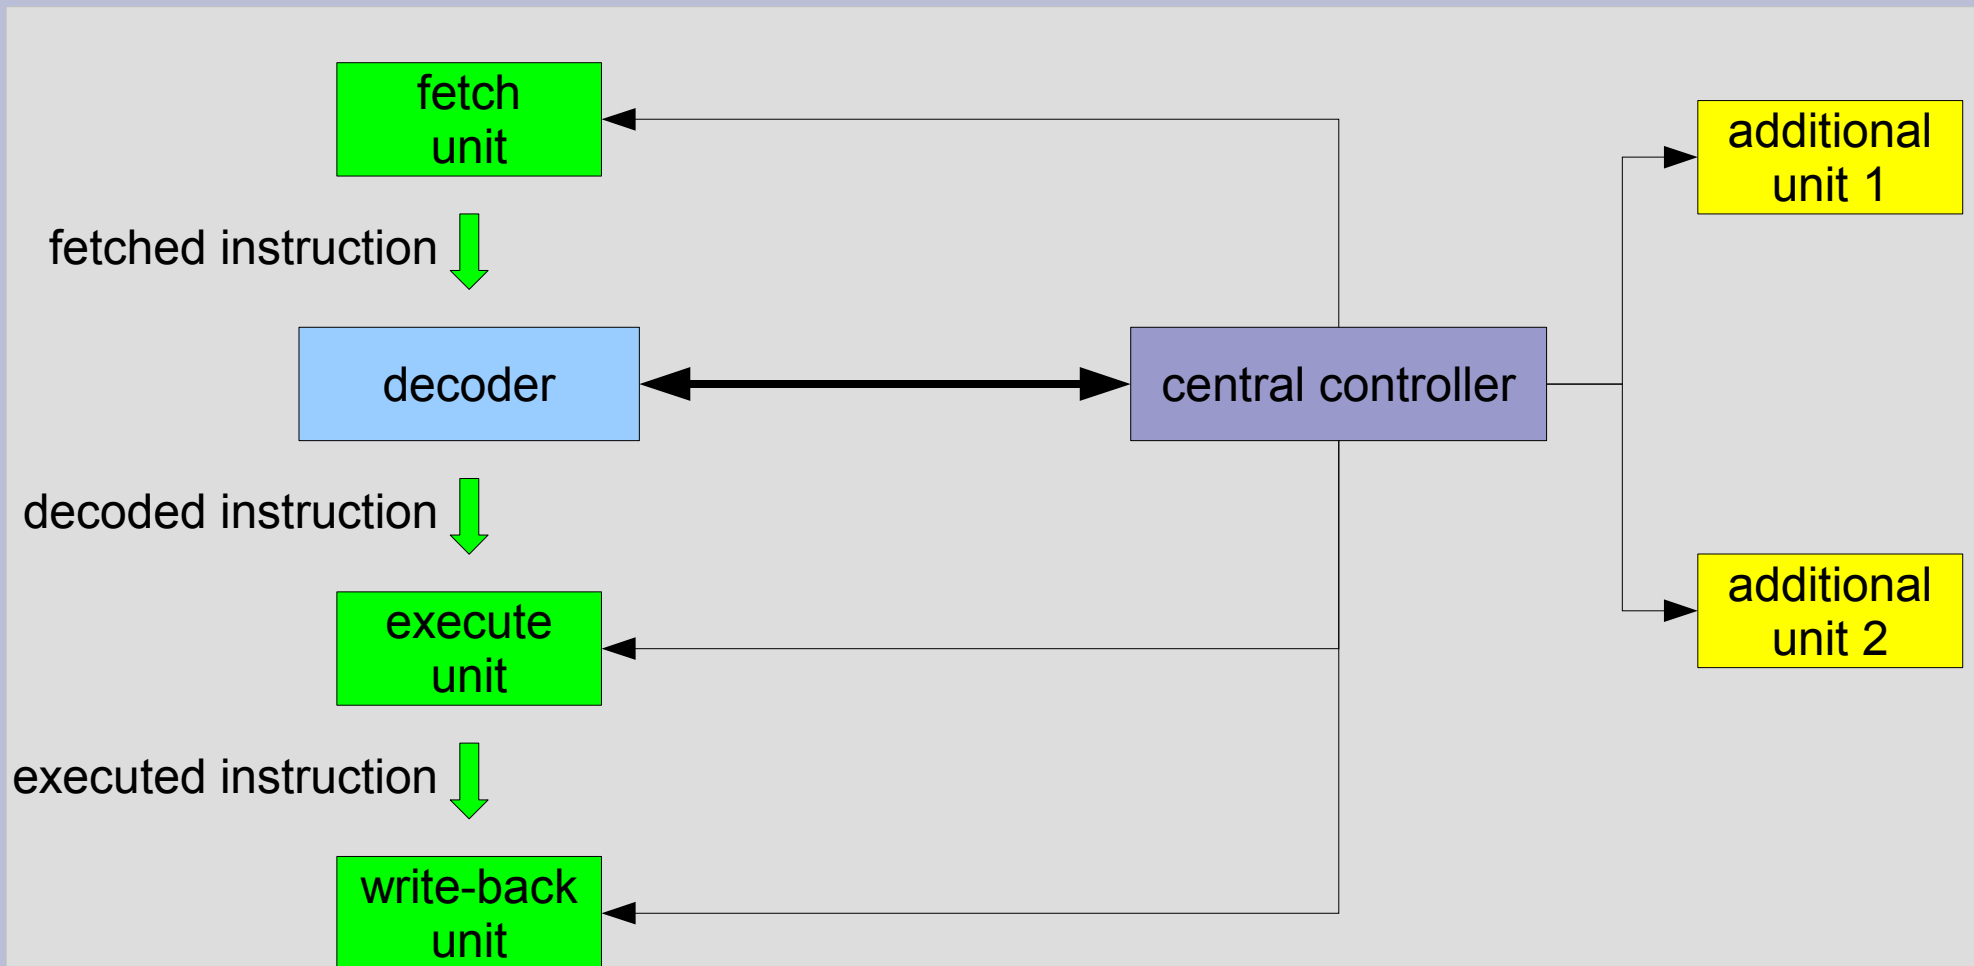 fetch
unit
additional
unit 1
fetched instruction
decoder
central controller
decoded instruction
additional
unit 2
execute
unit
executed instruction
write-back
unit